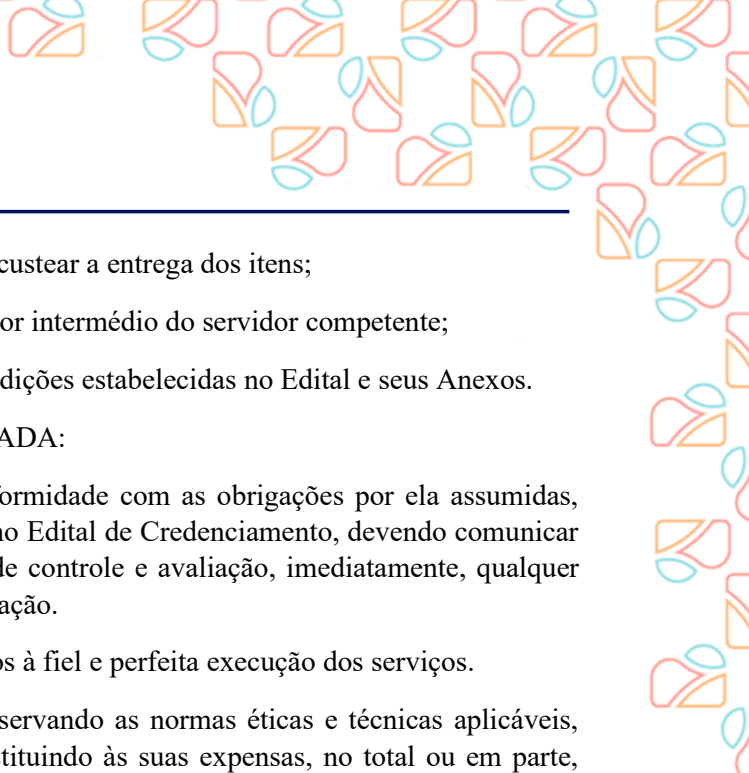 custear a entrega dos itens;
or intermédio do servidor competente;
dições estabelecidas no Edital e seus Anexos.
ADA:
formidade com as obrigações por ela assumidas,
no Edital de Credenciamento, devendo comunicar
de controle e avaliação, imediatamente, qualquer
ação.
os à fiel e perfeita execução dos serviços.
servando as normas éticas e técnicas aplicáveis,
stituindo às suas expensas, no total ou em parte,